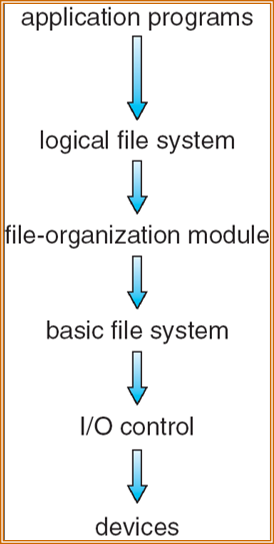 application programs
logical file system
file-organization module
basic file system
I/O control
devices